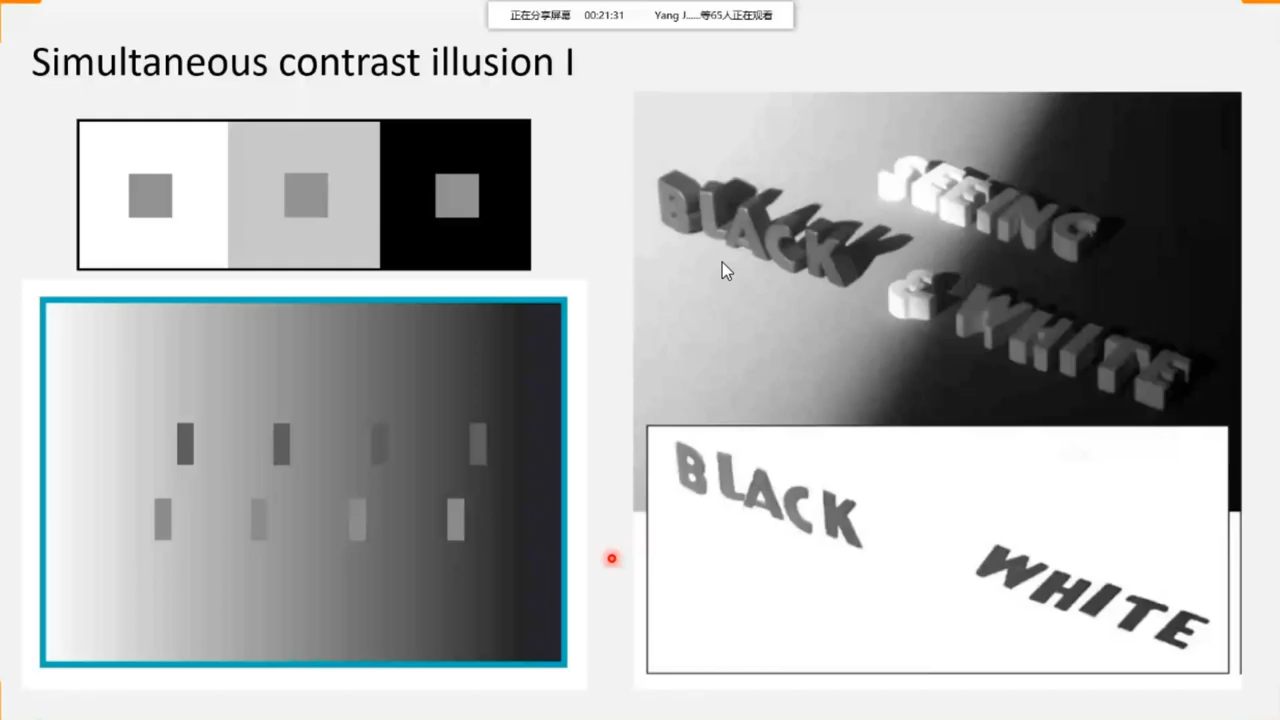 正在分享屏幕 00:21:31 Yang J......等65人正在观看
Simultaneous contrast illusion I
BLACK
SEEING
& WHITE
BLACK
WHITE